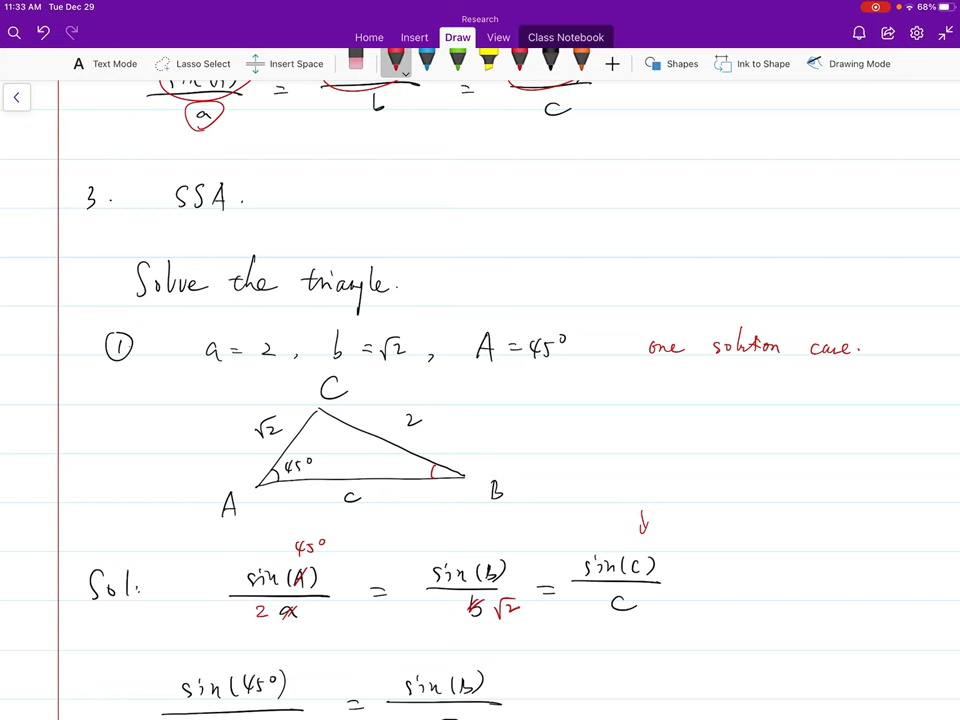 11:33 AM Tue Dec 29
68%
Research
Home Insert Draw View Class Notebook
A Text Mode Lasso Select Insert Space Shapes Ink to Shape Drawing Mode
= =
a b c
3. SSA.
Solve the triangle.
① a = 2 , b = √2 , A = 45° one solution case.
C
√2 2
45°
A c B
45°
Sol: sin(A) = sin(B) = sin(C)
2 a b √2 c
sin(45°) = sin(B)